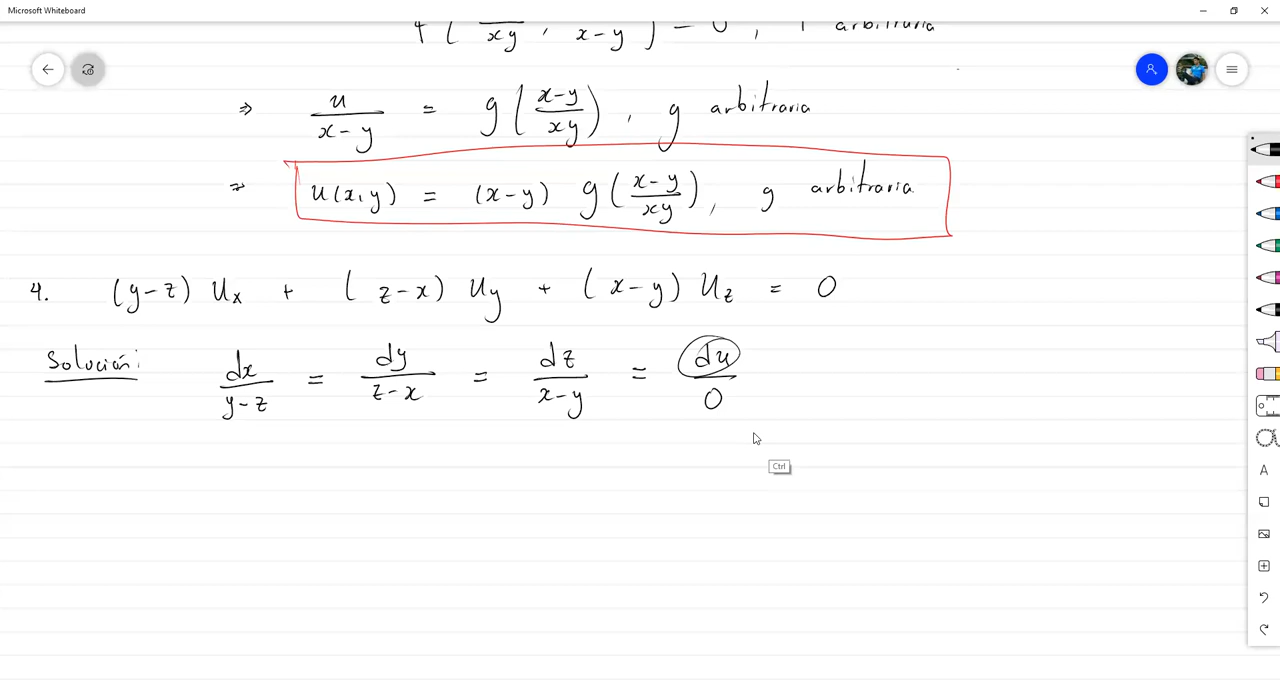 Microsoft Whiteboard
xy , x-y ) = 0 , arbitraria
⇒ u/(x-y) = g((x-y)/(xy)), g arbitraria
⇒ u(x,y) = (x-y) g((x-y)/(xy)), g arbitraria
4. (y-z) Ux + (z-x) Uy + (x-y) Uz = 0
Solución: dx/(y-z) = dy/(z-x) = dz/(x-y) = du/0
Ctrl
A